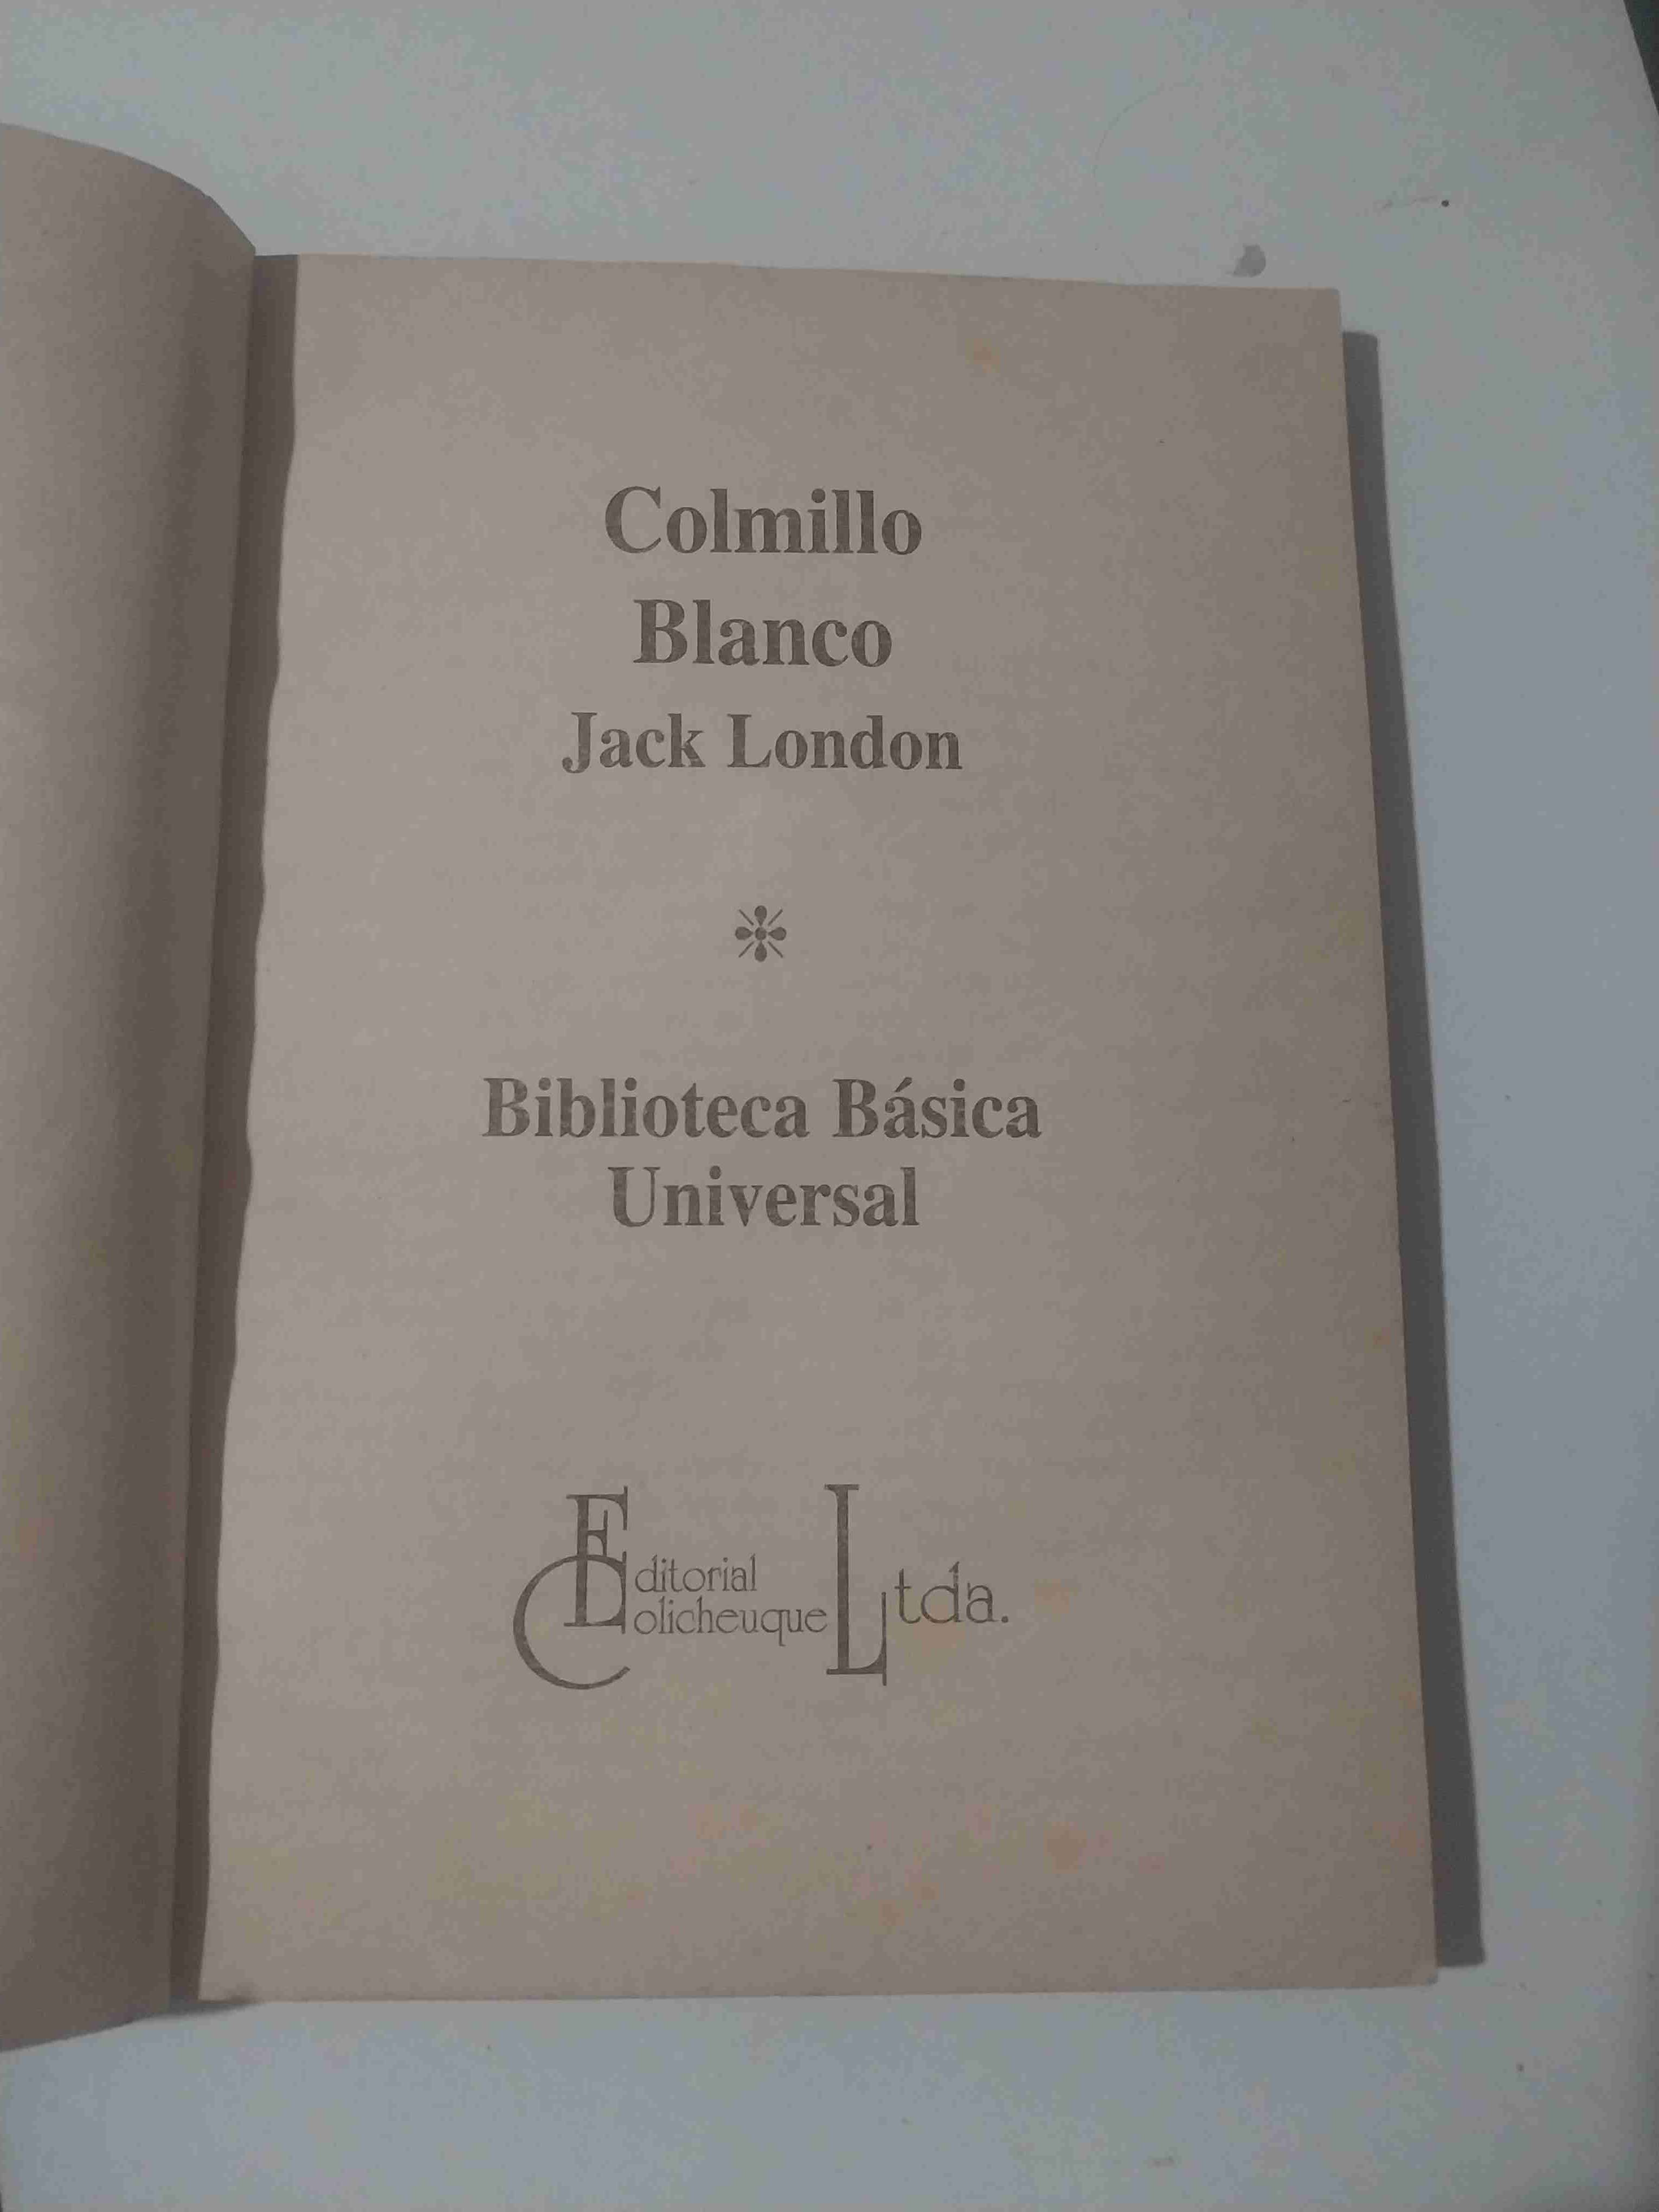 Colmillo
Blanco
Jack London
Biblioteca Básica
Universal
Editorial
Colicheuque Ltda.